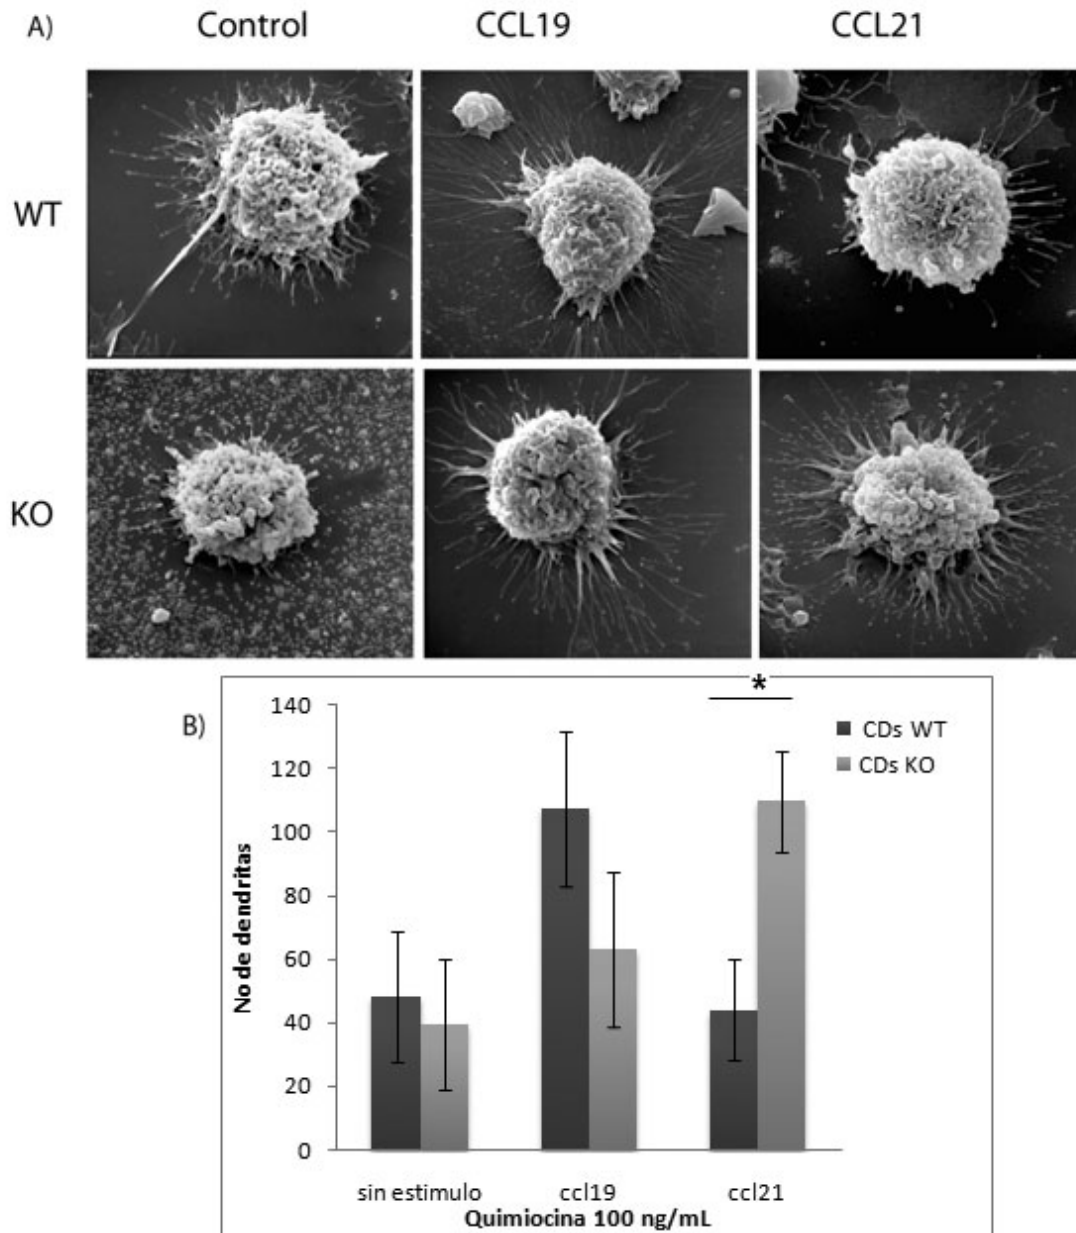 A) Control CCL19 CCL21
WT
KO
B)
*
140
120
100
80
60
40
20
0
No de dendritas
CDs WT
CDs KO
sin estimulo ccl19 ccl21
Quimiocina 100 ng/mL